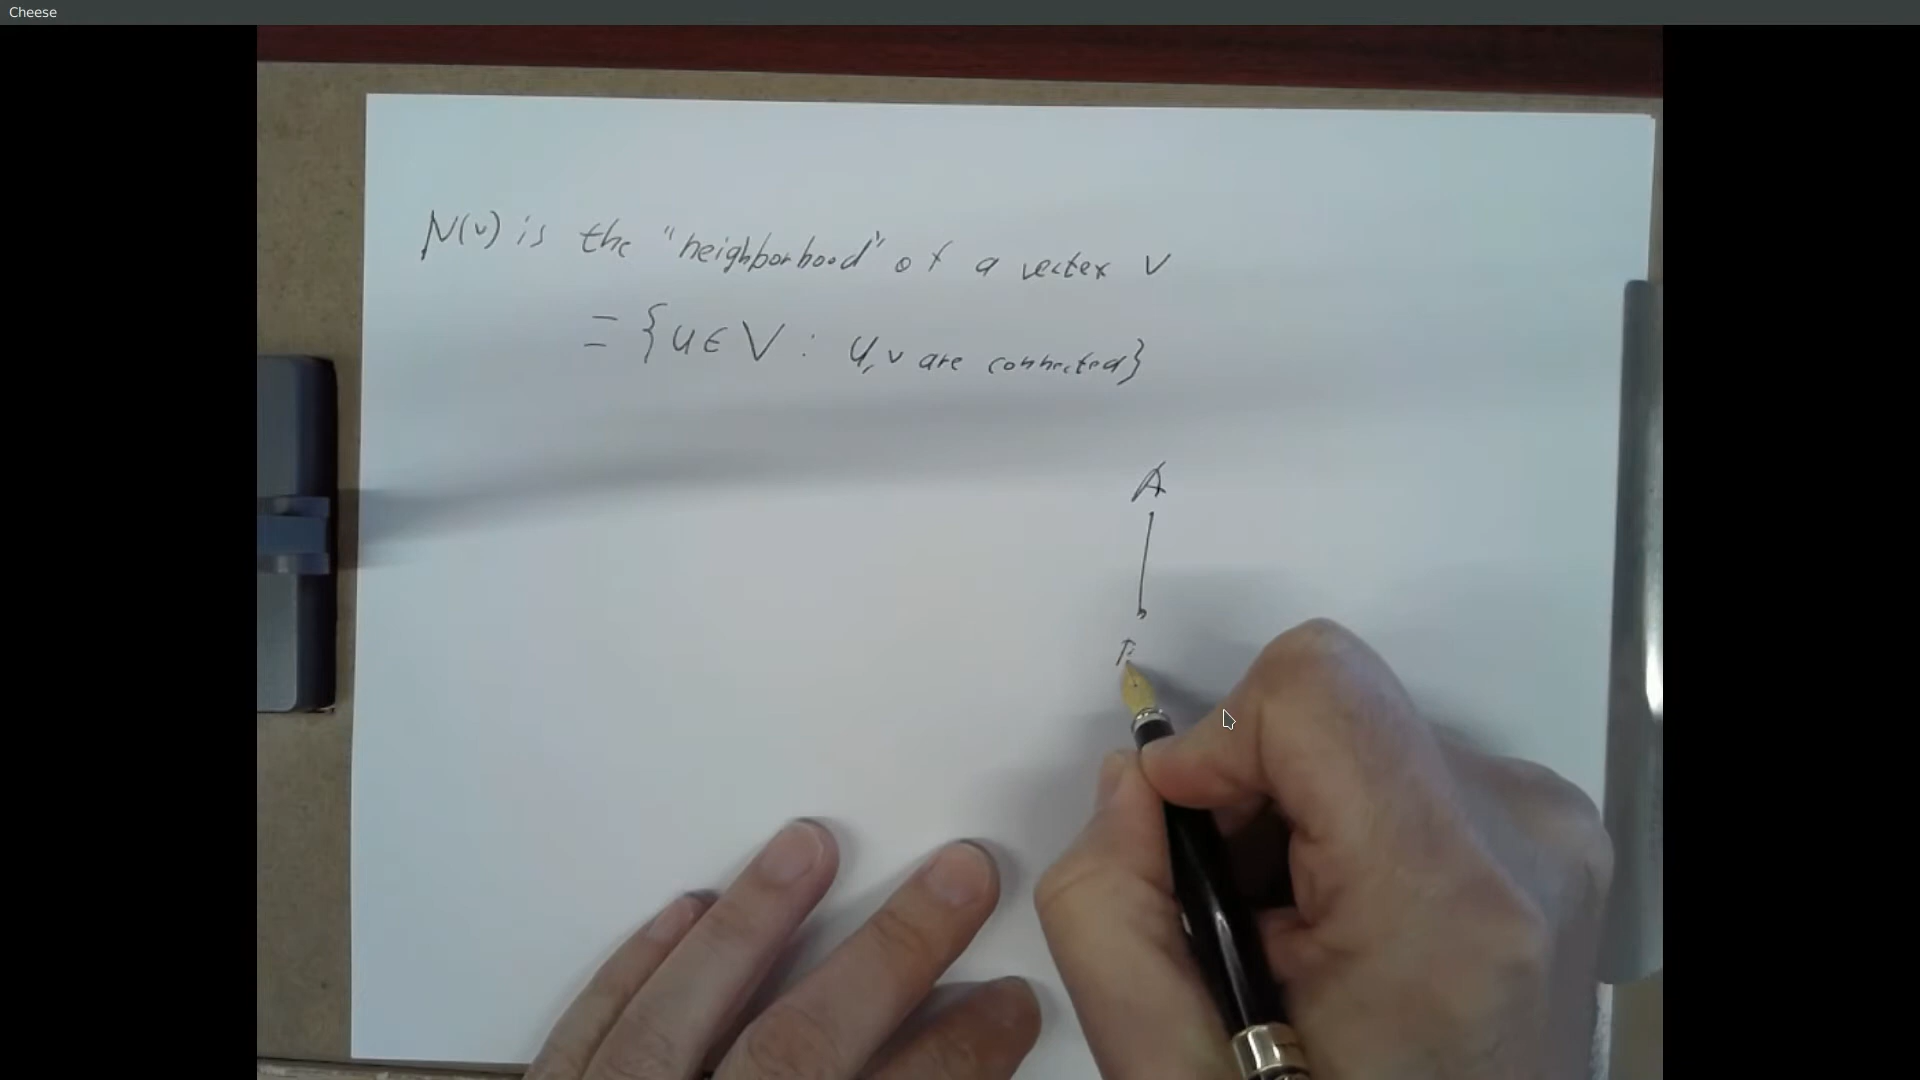 Cheese
N(v) is the "neighborhood" of a vertex v
= {u ∈ V : u, v are connected}
A